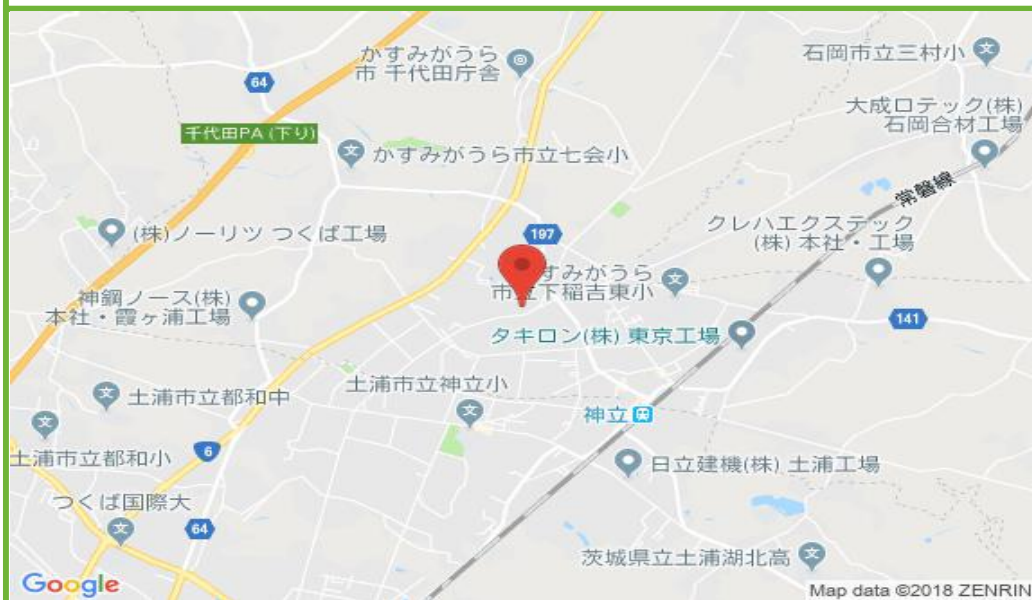 かすみがうら
市 千代田庁舎
石岡市立三村小
64
大成ロテック(株)
石岡合材工場
千代田PA (下り)
かすみがうら市立七会小
常磐線
クレハエクステック
(株) 本社・工場
(株)ノーリツ つくば工場
197
すみがうら
市立下稲吉東小
神鋼ノース(株)
本社・霞ヶ浦工場
タキロン(株) 東京工場
141
土浦市立神立小
土浦市立都和中
神立
土浦市立都和小
6
日立建機(株) 土浦工場
つくば国際大
64
茨城県立土浦湖北高
Google
Map data ©2018 ZENRIN